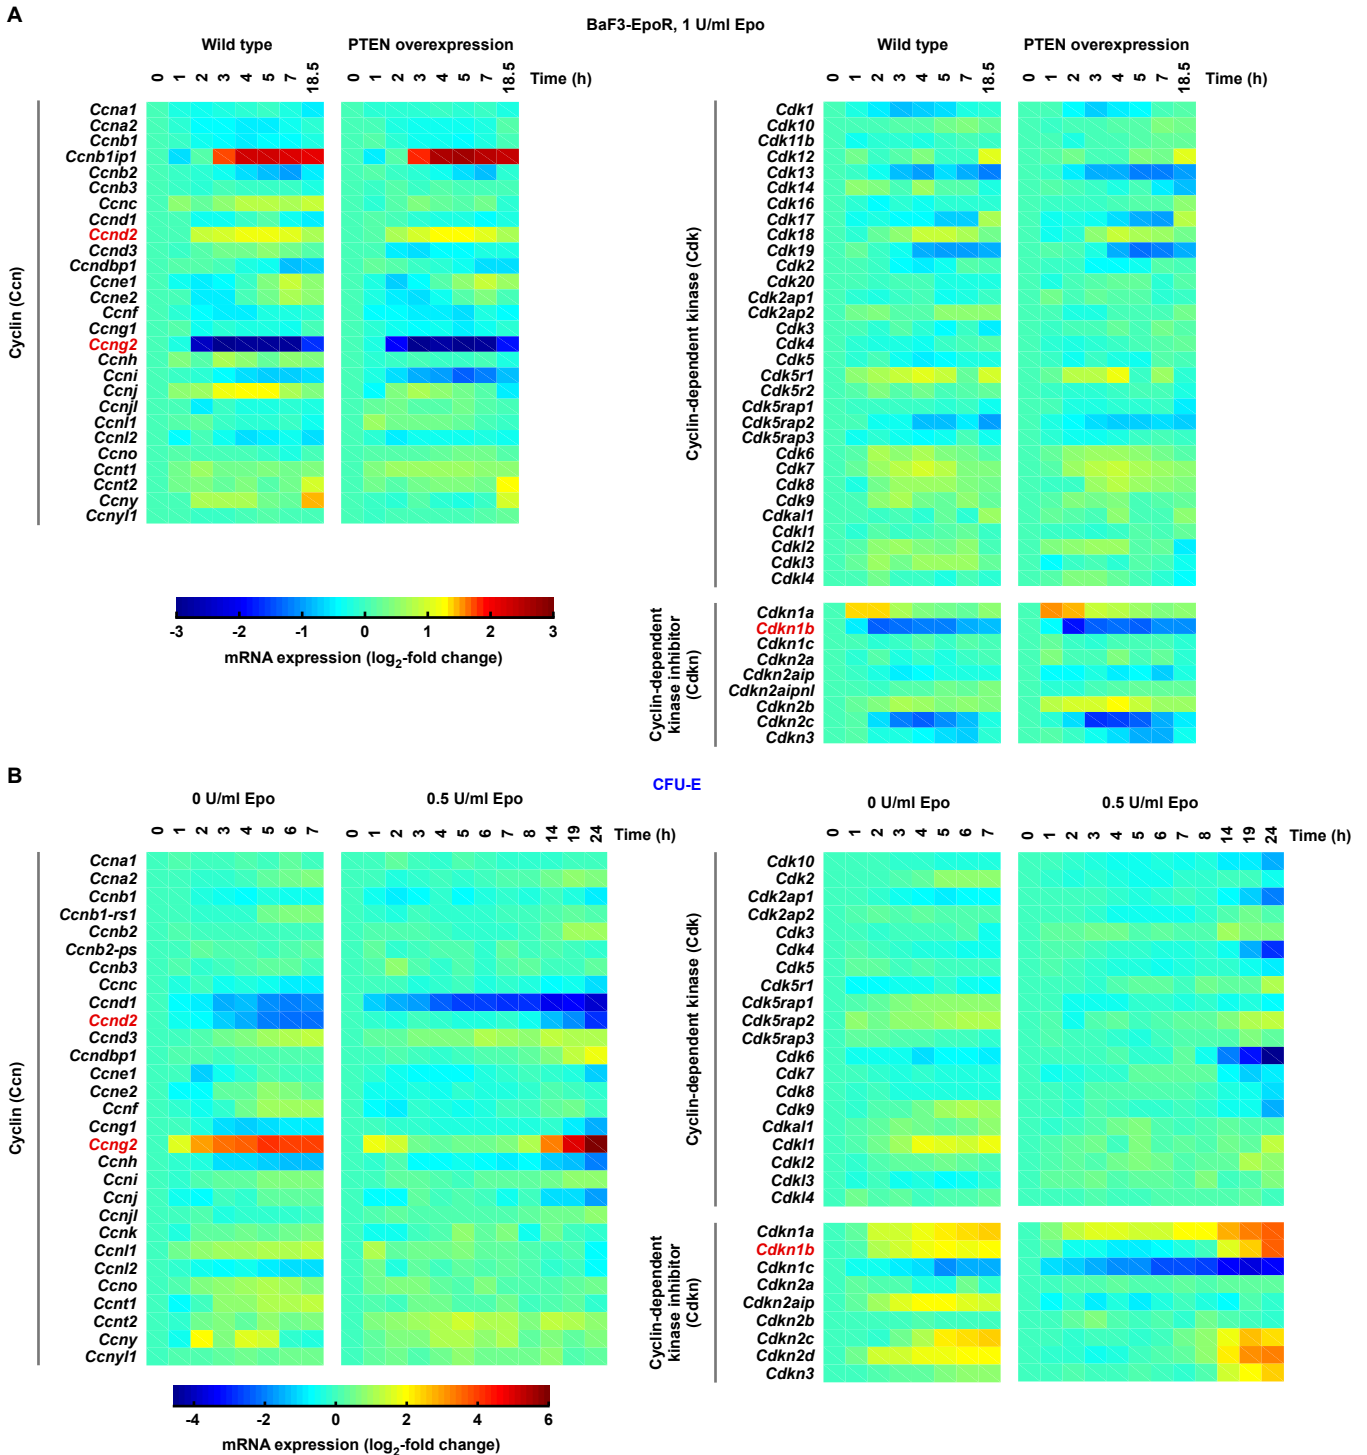 A
BaF3-EpoR, 1 U/ml Epo
Wild type
PTEN overexpression
0 1 2 3 4 5 7 18.5
0 1 2 3 4 5 7 18.5
Time (h)
Cyclin (Ccn)
Ccna1
Ccna2
Ccnb1
Ccnb1ip1
Ccnb2
Ccnb3
Ccnc
Ccnd1
Ccnd2
Ccnd3
Ccndbp1
Ccne1
Ccne2
Ccnf
Ccng1
Ccng2
Ccnh
Ccni
Ccnj
Ccnjl
Ccnl1
Ccnl2
Ccno
Ccnt1
Ccnt2
Ccny
Ccnyl1
-3 -2 -1 0 1 2 3
mRNA expression (log2-fold change)
Wild type
PTEN overexpression
0 1 2 3 4 5 7 18.5
0 1 2 3 4 5 7 18.5
Time (h)
Cyclin-dependent kinase (Cdk)
Cdk1
Cdk10
Cdk11b
Cdk12
Cdk13
Cdk14
Cdk16
Cdk17
Cdk18
Cdk19
Cdk2
Cdk20
Cdk2ap1
Cdk2ap2
Cdk3
Cdk4
Cdk5
Cdk5r1
Cdk5r2
Cdk5rap1
Cdk5rap2
Cdk5rap3
Cdk6
Cdk7
Cdk8
Cdk9
Cdkal1
Cdkl1
Cdkl2
Cdkl3
Cdkl4
Cyclin-dependent
kinase inhibitor
(Cdkn)
Cdkn1a
Cdkn1b
Cdkn1c
Cdkn2a
Cdkn2aip
Cdkn2aipnl
Cdkn2b
Cdkn2c
Cdkn3
B
CFU-E
0 U/ml Epo
0.5 U/ml Epo
0 1 2 3 4 5 6 7
0 1 2 3 4 5 6 7 8 14 19 24
Time (h)
Cyclin (Ccn)
Ccna1
Ccna2
Ccnb1
Ccnb1-rs1
Ccnb2
Ccnb2-ps
Ccnb3
Ccnc
Ccnd1
Ccnd2
Ccnd3
Ccndbp1
Ccne1
Ccne2
Ccnf
Ccng1
Ccng2
Ccnh
Ccni
Ccnj
Ccnjl
Ccnk
Ccnl1
Ccnl2
Ccno
Ccnt1
Ccnt2
Ccny
Ccnyl1
-4 -2 0 2 4 6
mRNA expression (log2-fold change)
0 U/ml Epo
0.5 U/ml Epo
0 1 2 3 4 5 6 7
0 1 2 3 4 5 6 7 8 14 19 24
Time (h)
Cyclin-dependent kinase (Cdk)
Cdk10
Cdk2
Cdk2ap1
Cdk2ap2
Cdk3
Cdk4
Cdk5
Cdk5r1
Cdk5rap1
Cdk5rap2
Cdk5rap3
Cdk6
Cdk7
Cdk8
Cdk9
Cdkal1
Cdkl1
Cdkl2
Cdkl3
Cdkl4
Cyclin-dependent
kinase inhibitor
(Cdkn)
Cdkn1a
Cdkn1b
Cdkn1c
Cdkn2a
Cdkn2aip
Cdkn2b
Cdkn2c
Cdkn2d
Cdkn3